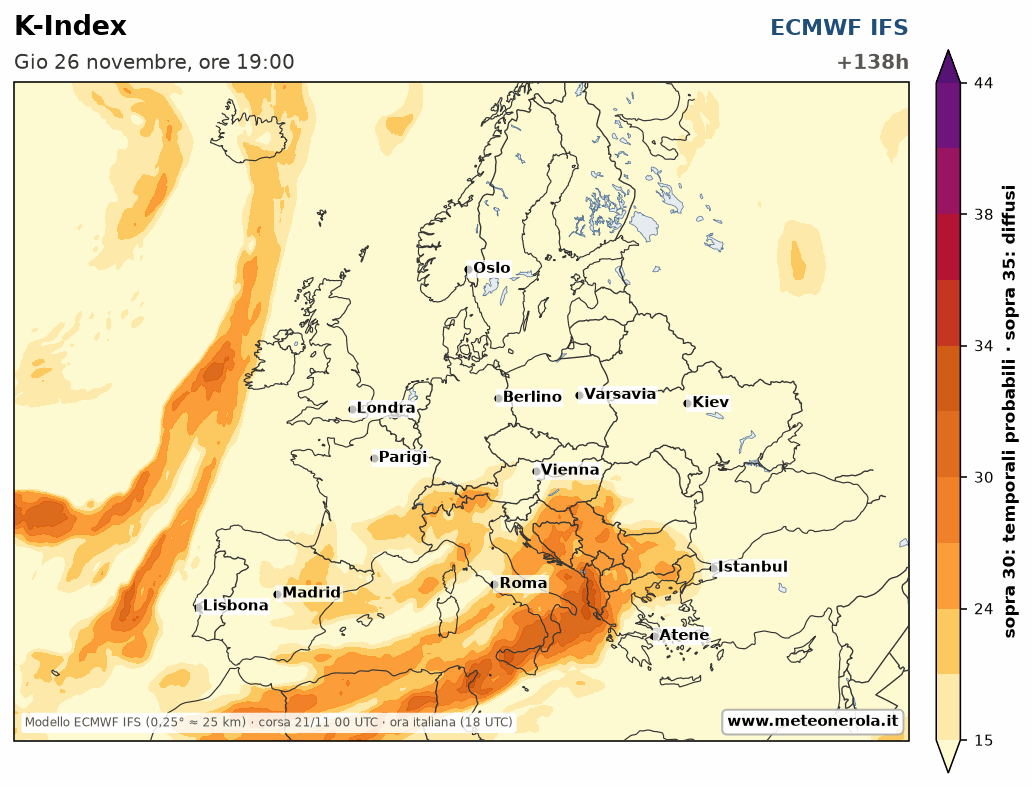 K-Index
ECMWF IFS
Gio 26 novembre, ore 19:00
+138h
44
38
34
30
24
15
sopra 30: temporali probabili · sopra 35: diffusi
Oslo
Berlino
Varsavia
Kiev
Londra
Parigi
Vienna
Istanbul
Roma
Madrid
Lisbona
Atene
Modello ECMWF IFS (0,25° ≈ 25 km) · corsa 21/11 00 UTC · ora italiana (18 UTC)
www.meteonerola.it